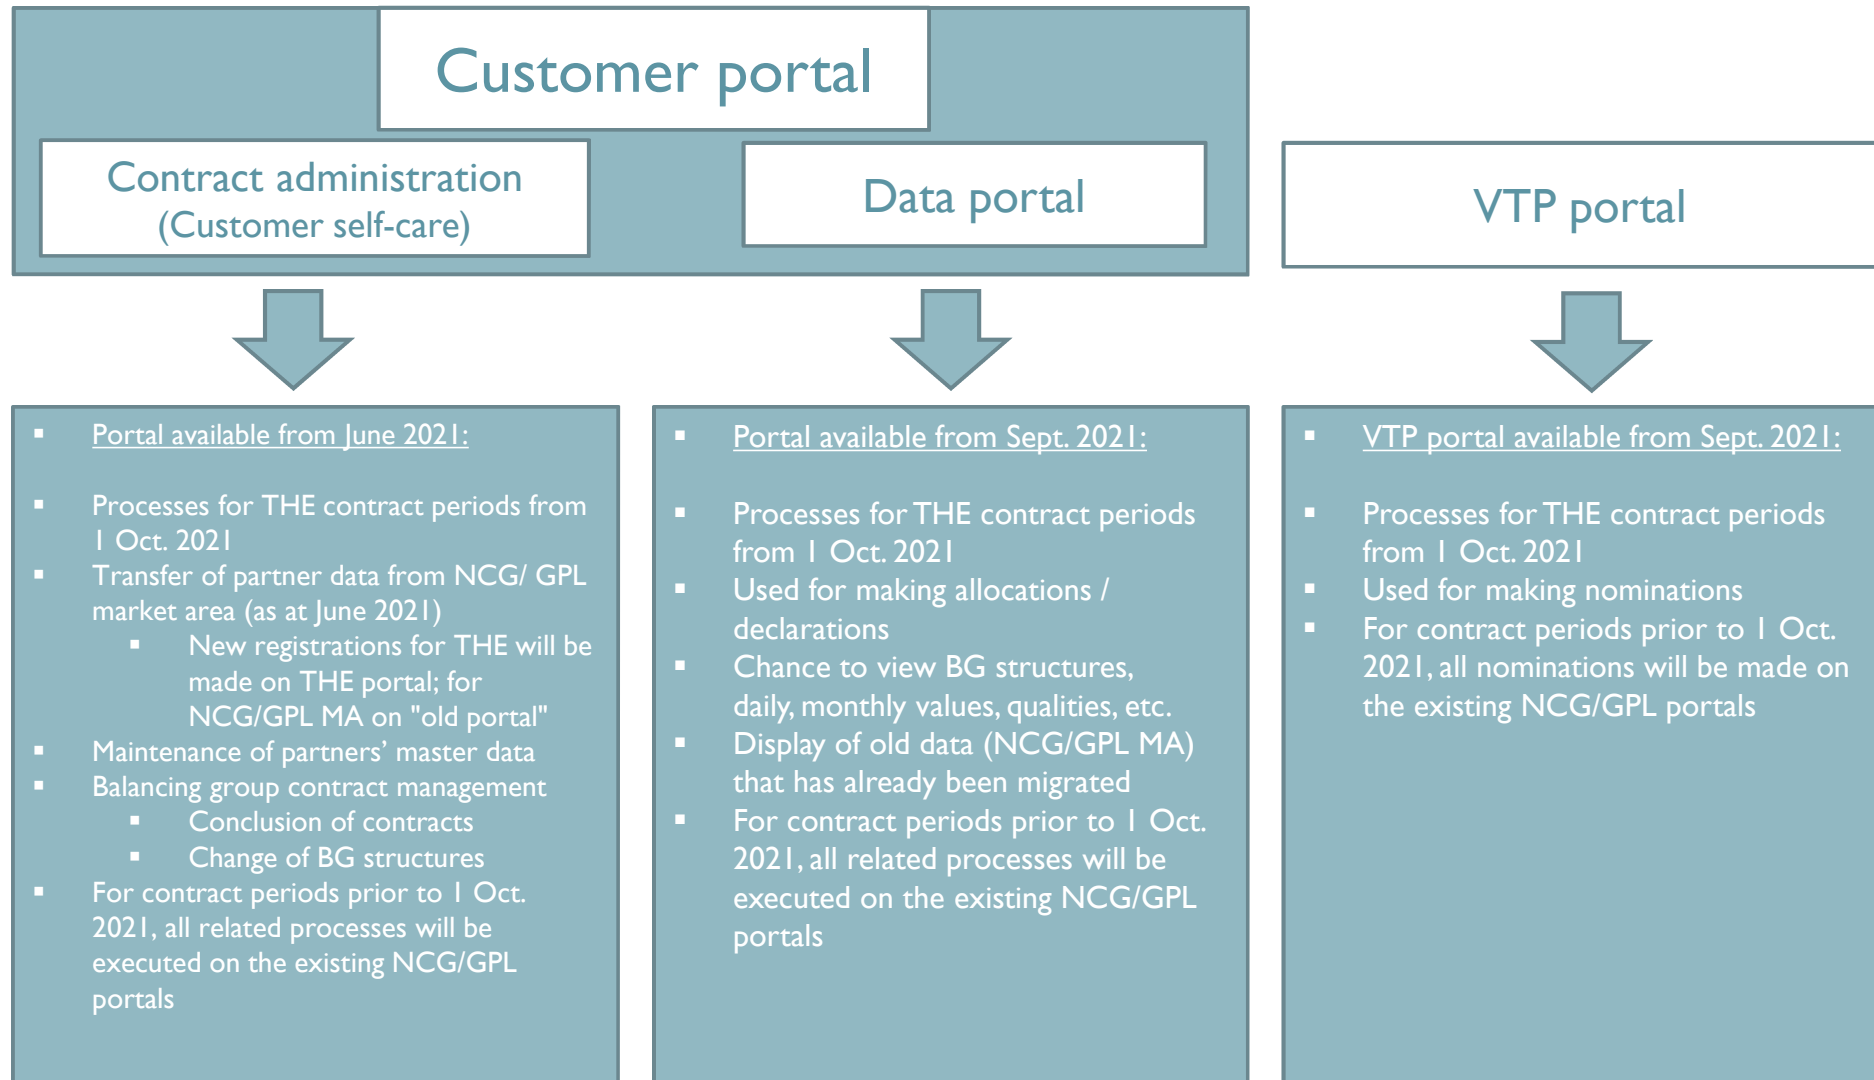 Customer portal
Contract administration
(Customer self-care)
Data portal
VTP portal
▪ Portal available from June 2021:
▪ Processes for THE contract periods from
1 Oct. 2021
▪ Transfer of partner data from NCG/ GPL
market area (as at June 2021)
▪ New registrations for THE will be
made on THE portal; for
NCG/GPL MA on "old portal"
▪ Maintenance of partners’ master data
▪ Balancing group contract management
▪ Conclusion of contracts
▪ Change of BG structures
▪ For contract periods prior to 1 Oct.
2021, all related processes will be
executed on the existing NCG/GPL
portals
▪ Portal available from Sept. 2021:
▪ Processes for THE contract periods
from 1 Oct. 2021
▪ Used for making allocations /
declarations
▪ Chance to view BG structures,
daily, monthly values, qualities, etc.
▪ Display of old data (NCG/GPL MA)
that has already been migrated
▪ For contract periods prior to 1 Oct.
2021, all related processes will be
executed on the existing NCG/GPL
portals
▪ VTP portal available from Sept. 2021:
▪ Processes for THE contract periods
from 1 Oct. 2021
▪ Used for making nominations
▪ For contract periods prior to 1 Oct.
2021, all nominations will be made on
the existing NCG/GPL portals